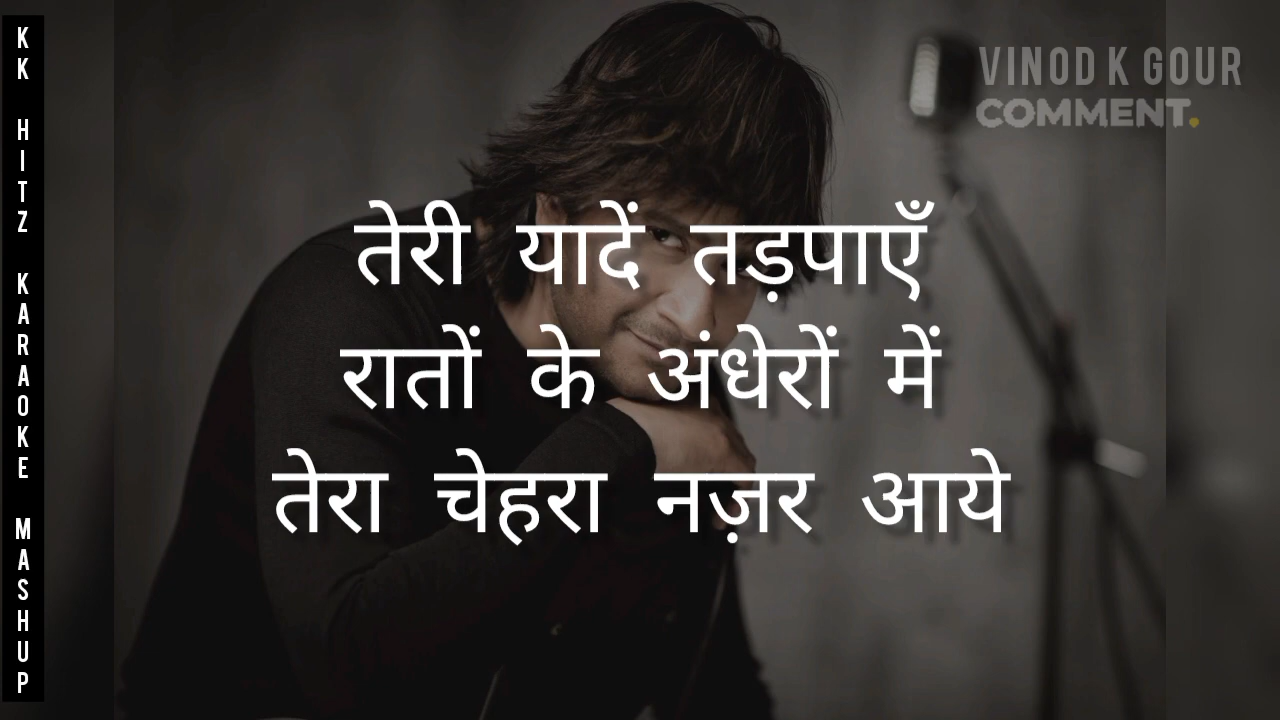 KK HITZ KARAOKE MASHUP
VINOD K GOUR
COMMENT.
तेरी यादें तड़पाएँ
रातों के अंधेरों में
तेरा चेहरा नज़र आये